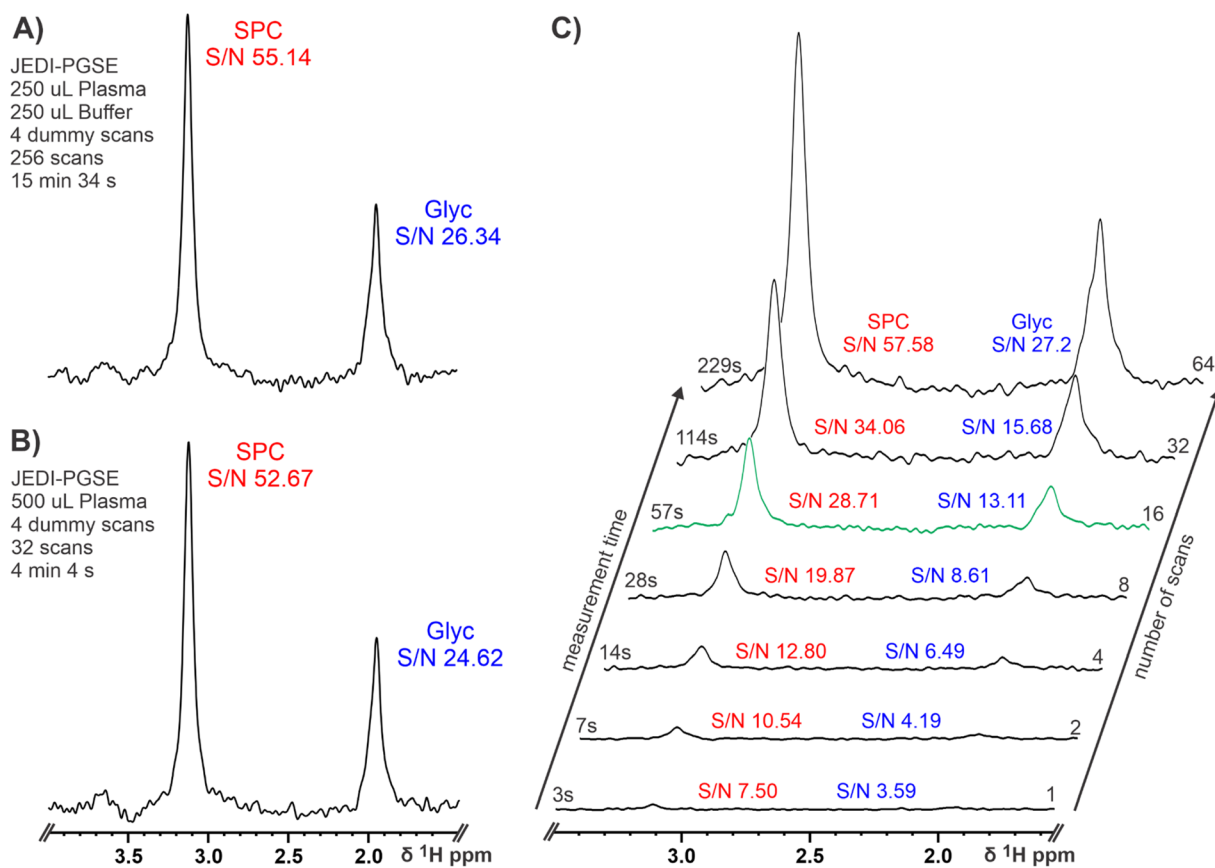 A)
SPC
S/N 55.14
JEDI-PGSE
250 uL Plasma
250 uL Buffer
4 dummy scans
256 scans
15 min 34 s
Glyc
S/N 26.34
B)
SPC
S/N 52.67
JEDI-PGSE
500 uL Plasma
4 dummy scans
32 scans
4 min 4 s
Glyc
S/N 24.62
3.5 3.0 2.5 2.0 δ ¹H ppm
C)
SPC
S/N 57.58
Glyc
S/N 27.2
229s 64
114s S/N 34.06 S/N 15.68 32
57s S/N 28.71 S/N 13.11 16
28s S/N 19.87 S/N 8.61 8
14s S/N 12.80 S/N 6.49 4
7s S/N 10.54 S/N 4.19 2
3s S/N 7.50 S/N 3.59 1
measurement time
number of scans
3.0 2.0 δ ¹H ppm